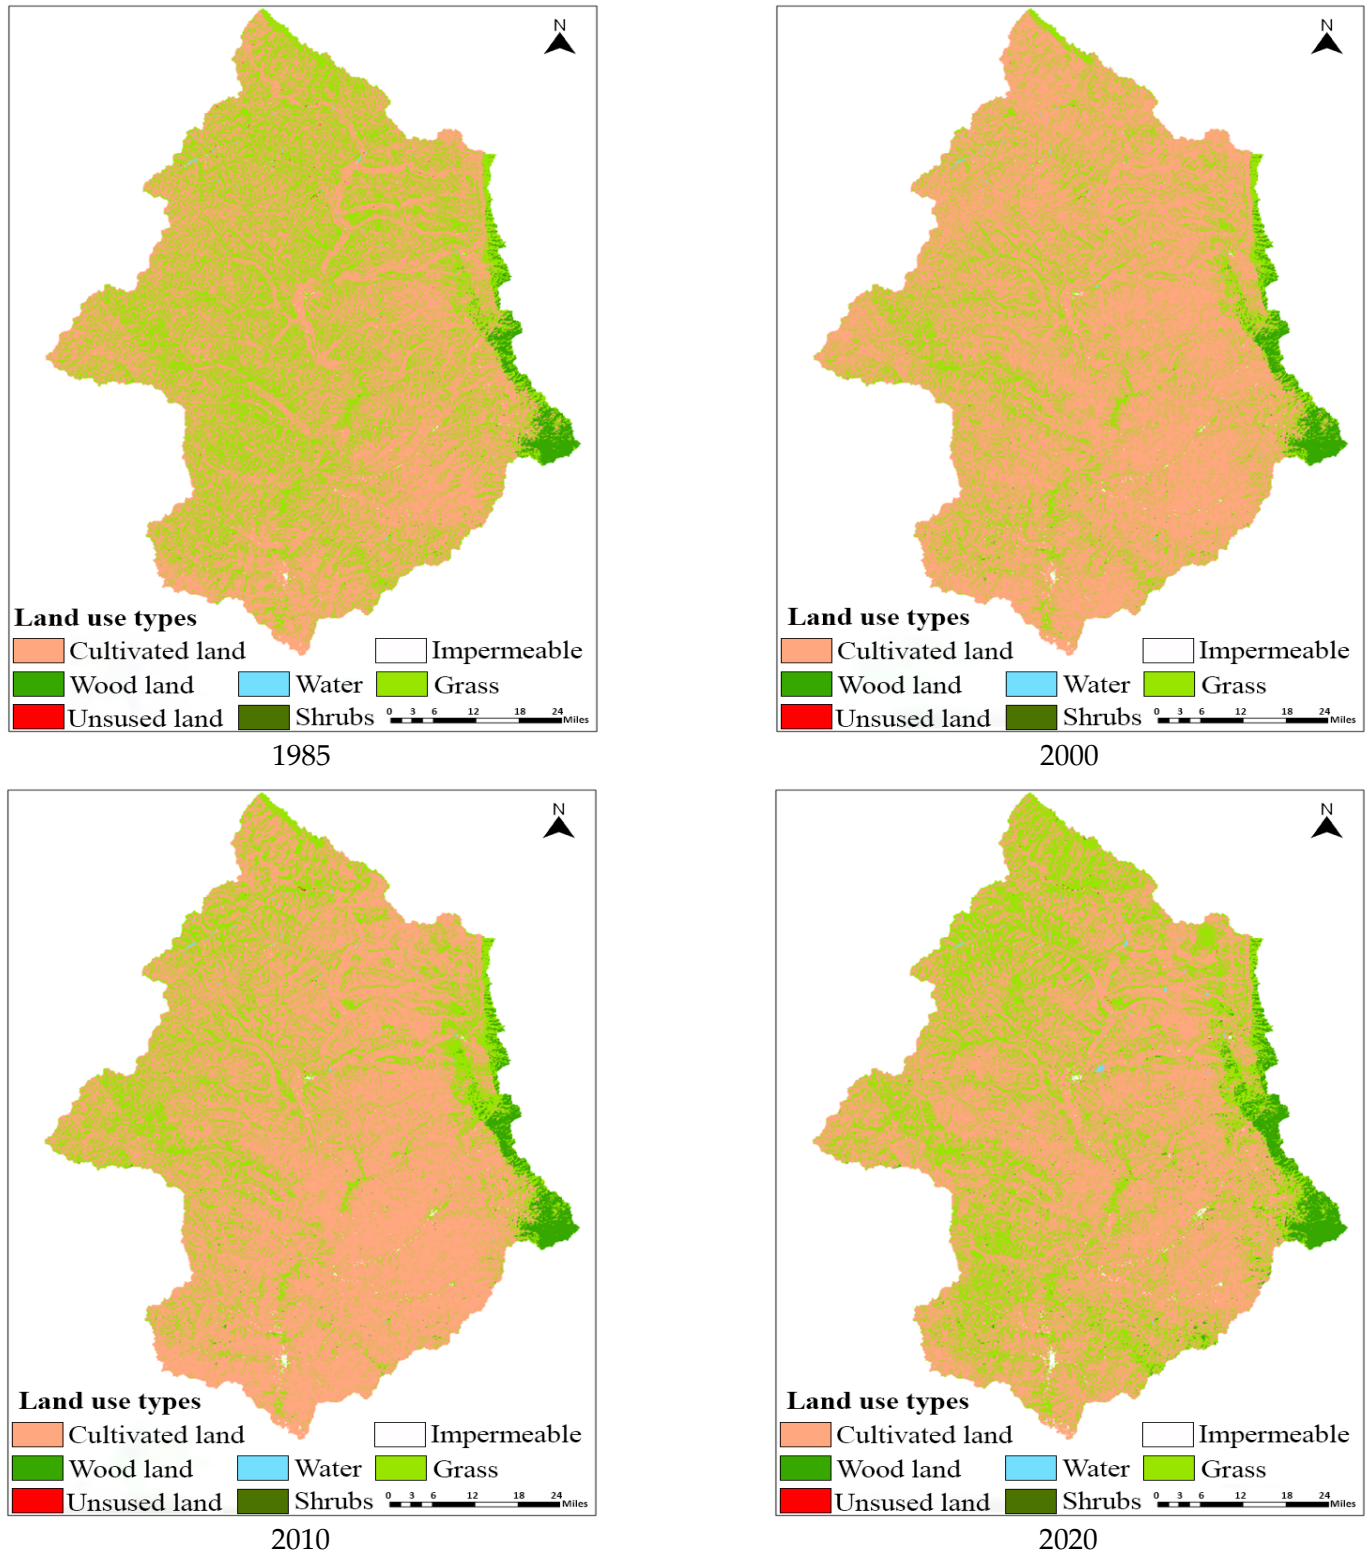 N
Land use types
Cultivated land Impermeable
Wood land Water Grass
Unsused land Shrubs 0 3 6 12 18 24 Miles
1985
N
Land use types
Cultivated land Impermeable
Wood land Water Grass
Unsused land Shrubs 0 3 6 12 18 24 Miles
2000
N
Land use types
Cultivated land Impermeable
Wood land Water Grass
Unsused land Shrubs 0 3 6 12 18 24 Miles
2010
N
Land use types
Cultivated land Impermeable
Wood land Water Grass
Unsused land Shrubs 0 3 6 12 18 24 Miles
2020